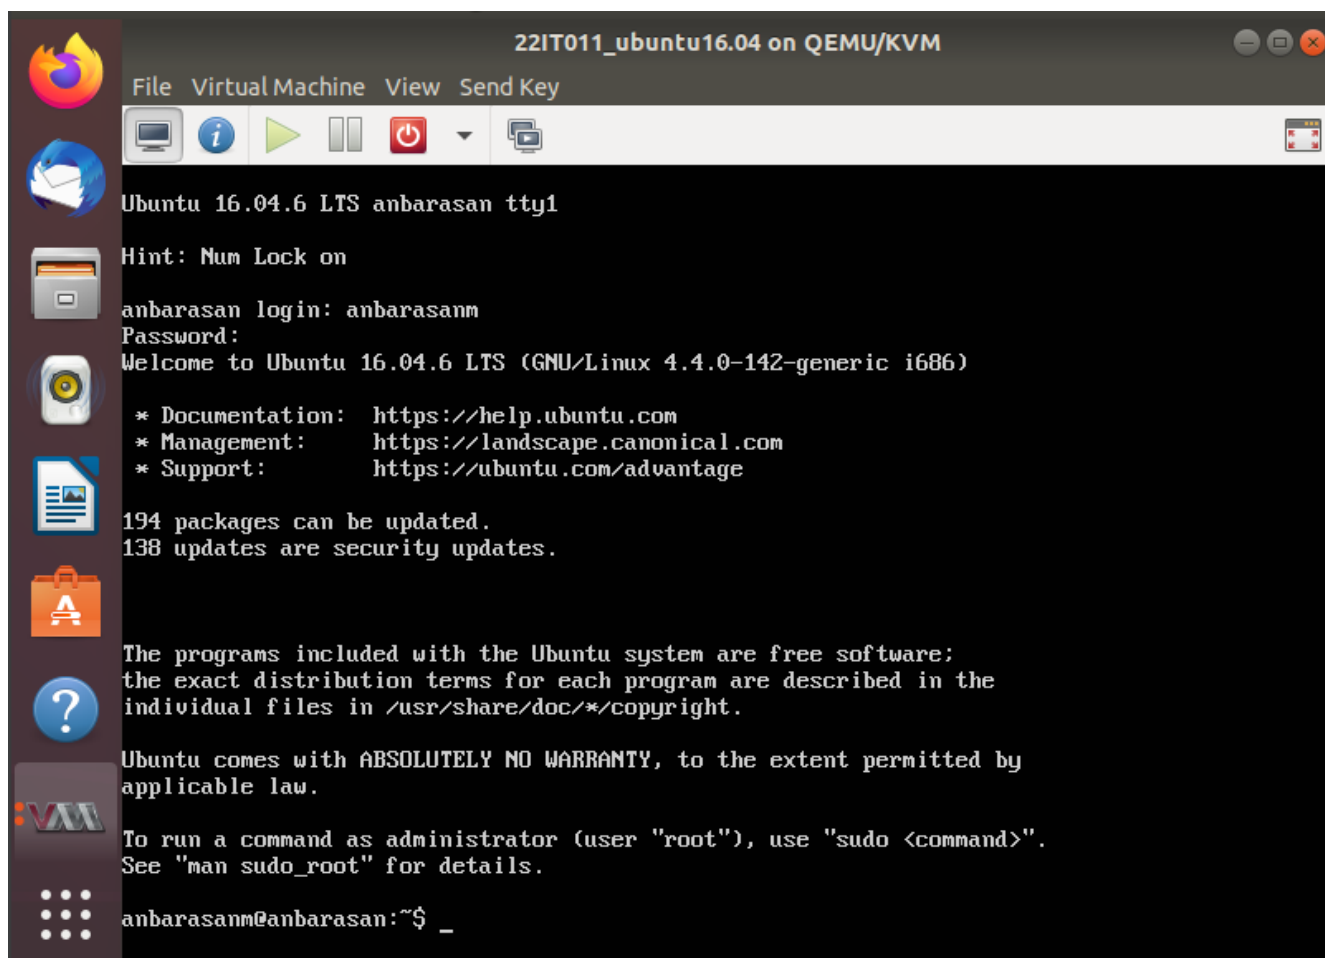 22IT011_ubuntu16.04 on QEMU/KVM
File Virtual Machine View Send Key
Ubuntu 16.04.6 LTS anbarasan tty1
Hint: Num Lock on
anbarasan login: anbarasanm
Password:
Welcome to Ubuntu 16.04.6 LTS (GNU/Linux 4.4.0-142-generic i686)
* Documentation: https://help.ubuntu.com
* Management: https://landscape.canonical.com
* Support: https://ubuntu.com/advantage
194 packages can be updated.
138 updates are security updates.
The programs included with the Ubuntu system are free software;
the exact distribution terms for each program are described in the
individual files in /usr/share/doc/*/copyright.
Ubuntu comes with ABSOLUTELY NO WARRANTY, to the extent permitted by
applicable law.
To run a command as administrator (user "root"), use "sudo <command>".
See "man sudo_root" for details.
anbarasanm@anbarasan:~$ _